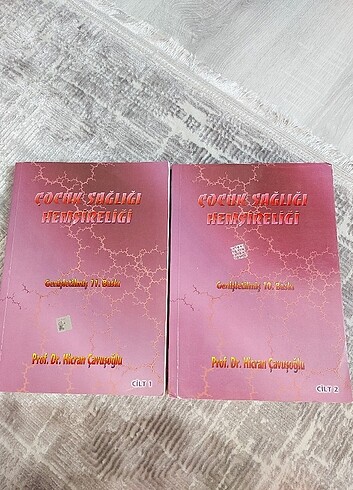 ÇOCUK SAĞLIĞI
HEMŞİRELİĞİ
Genişletilmiş 11. Baskı
Prof. Dr. Hicran Çavuşoğlu
CİLT 1
ÇOCUK SAĞLIĞI
HEMŞİRELİĞİ
Genişletilmiş 10. Baskı
Prof. Dr. Hicran Çavuşoğlu
CİLT 2